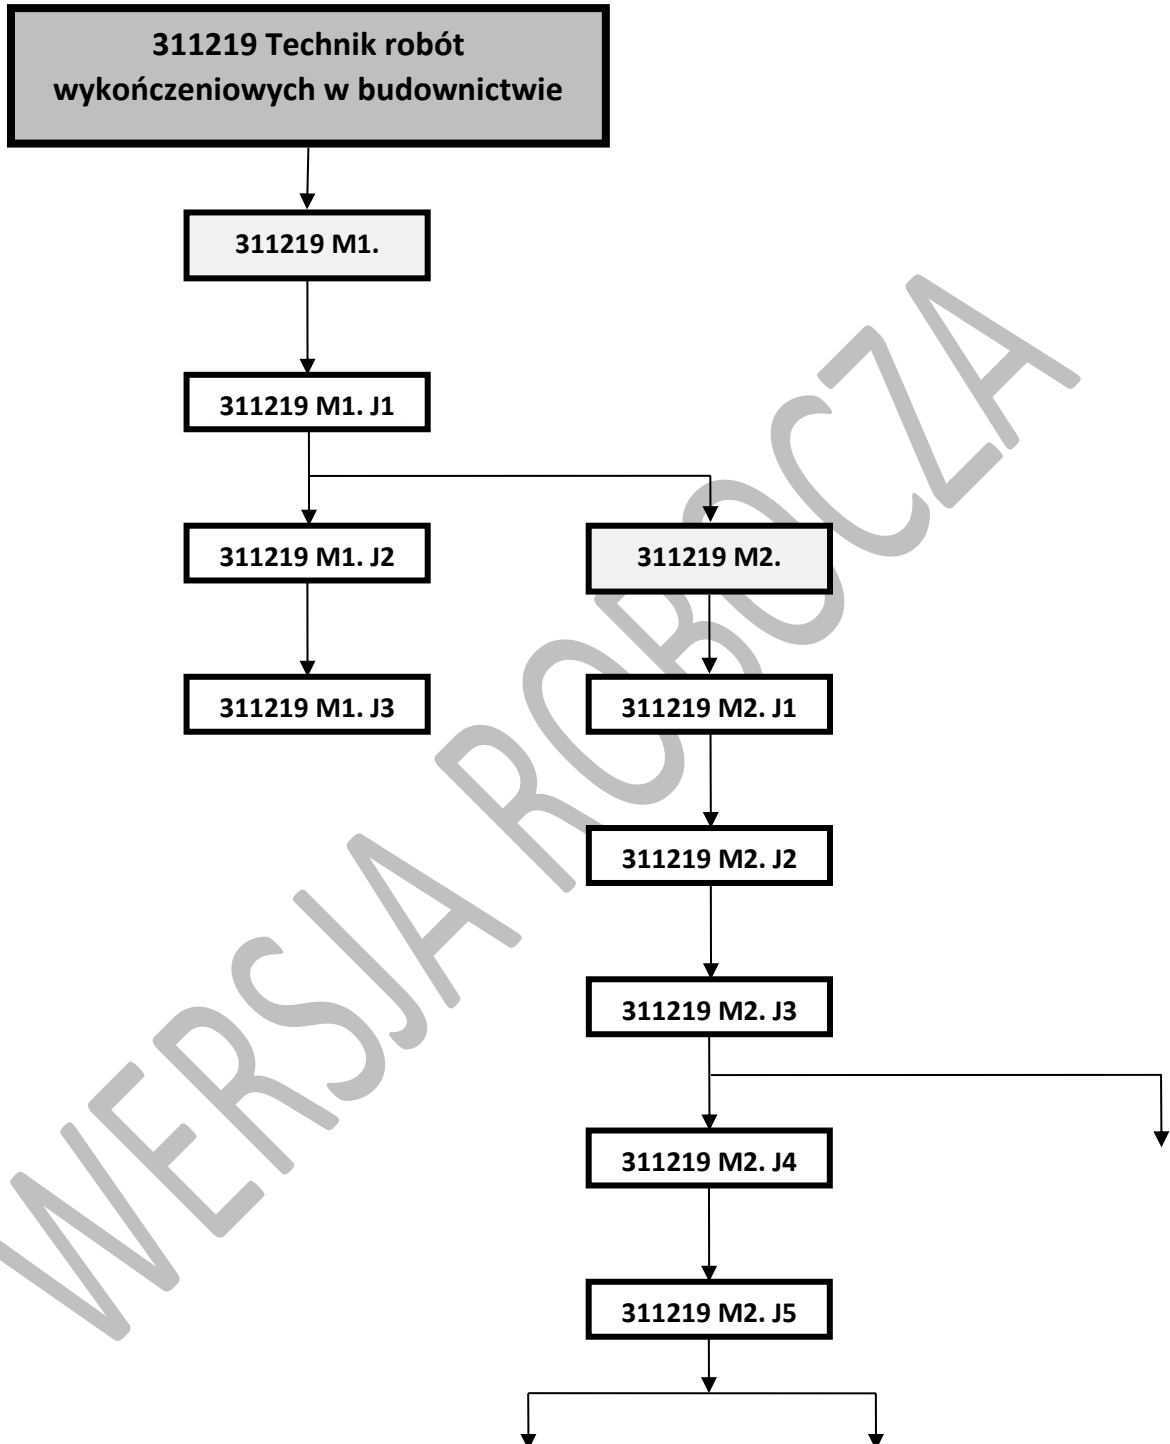 311219 Technik robót
wykończeniowych w budownictwie
311219 M1.
311219 M1. J1
311219 M1. J2
311219 M2.
311219 M1. J3
311219 M2. J1
311219 M2. J2
311219 M2. J3
311219 M2. J4
311219 M2. J5
WERSJA ROBOCZA